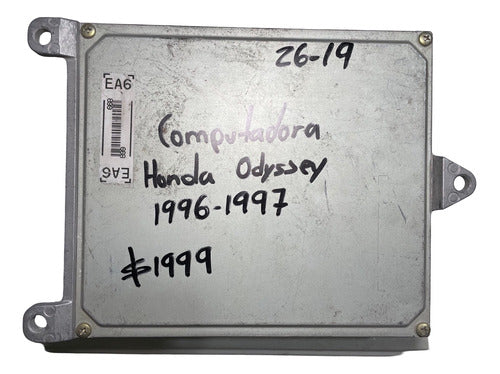 26-19
EA6
Computadora
Honda Odyssey
1996-1997
EA6
$1999